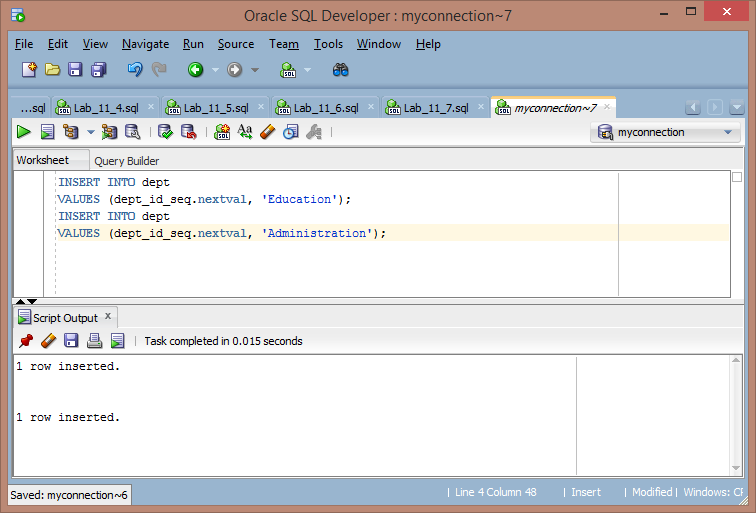 Oracle SQL Developer : myconnection~7
File Edit View Navigate Run Source Team Tools Window Help
SQL
...sql Lab_11_4.sql Lab_11_5.sql Lab_11_6.sql Lab_11_7.sql myconnection~7
Aa myconnection
Worksheet Query Builder
INSERT INTO dept
VALUES (dept_id_seq.nextval, 'Education');
INSERT INTO dept
VALUES (dept_id_seq.nextval, 'Administration');
Script Output x
Task completed in 0.015 seconds
1 row inserted.
1 row inserted.
Saved: myconnection~6 Line 4 Column 48 Insert Modified Windows: CF